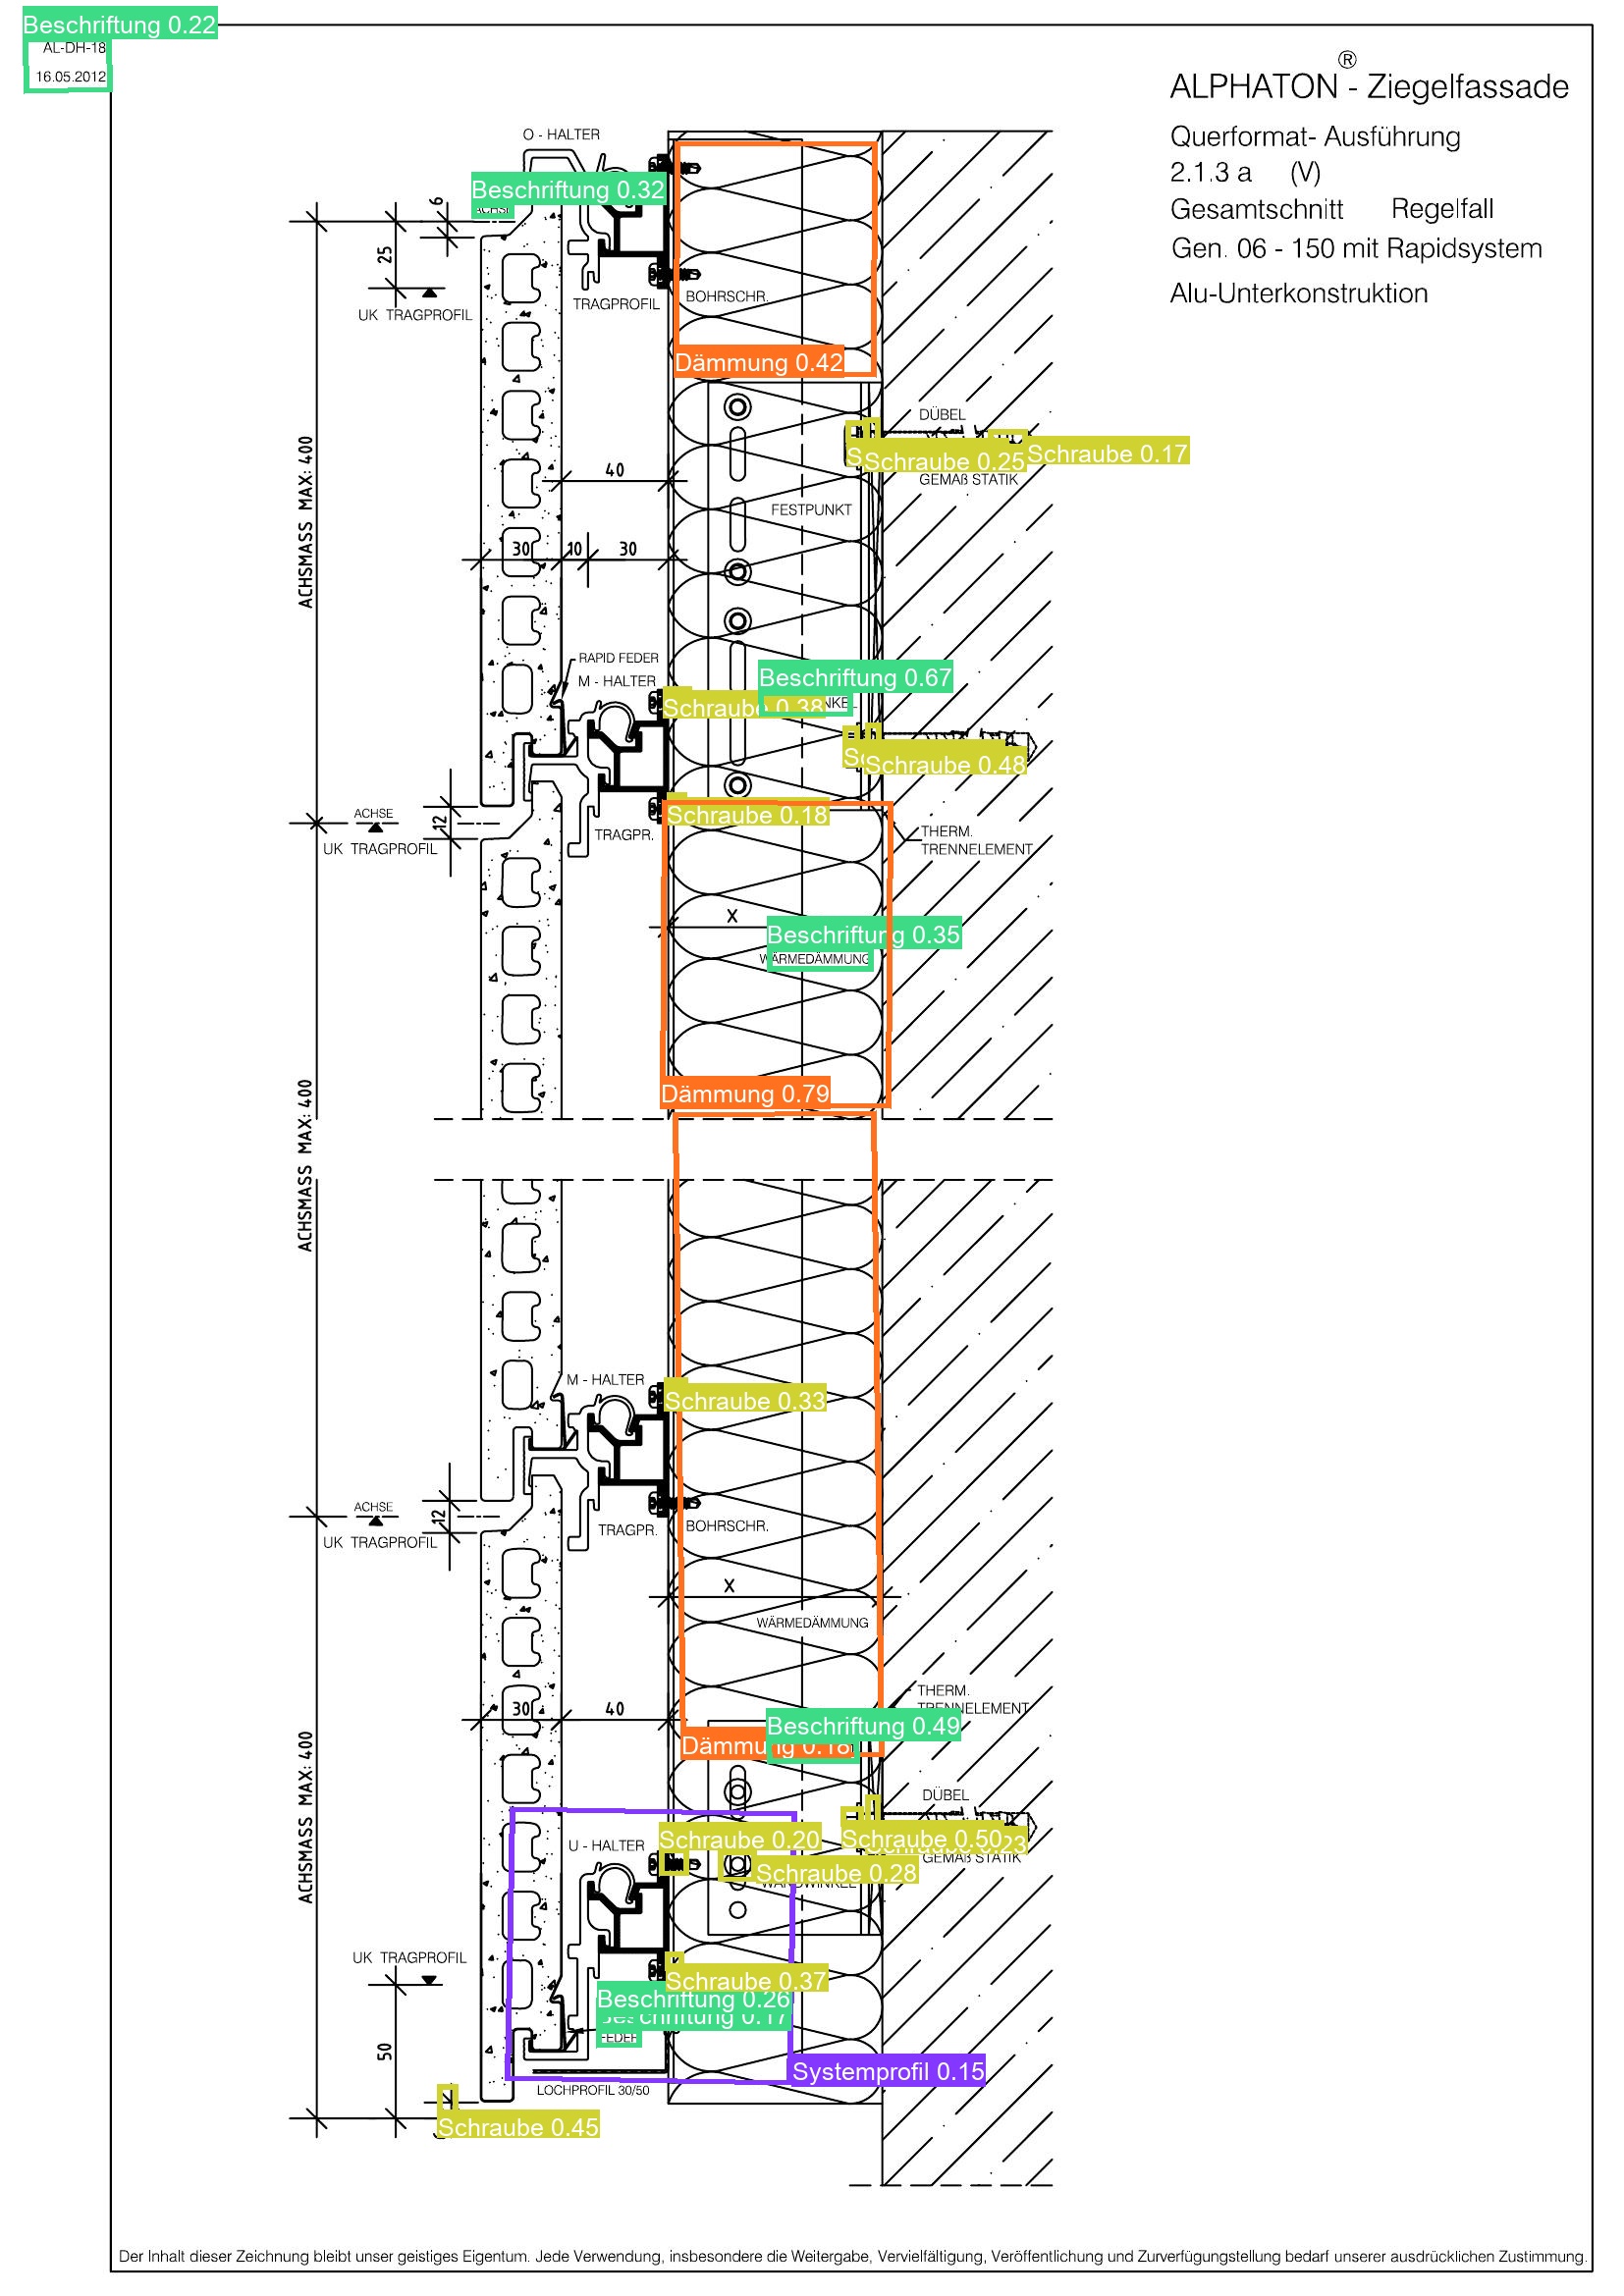 Beschriftung 0.22
AL-DH-18
16.05.2012
ALPHATON® - Ziegelfassade
Querformat- Ausführung
2.1.3 a (V)
Gesamtschnitt Regelfall
Gen. 06 - 150 mit Rapidsystem
Alu-Unterkonstruktion
O - HALTER
Beschriftung 0.32
6
25
UK TRAGPROFIL
TRAGPROFIL
BOHRSCHR.
Dämmung 0.42
DÜBEL
Schraube 0.25
Schraube 0.17
GEMAß STATIK
ACHSMASS MAX: 400
40
FESTPUNKT
30
10
30
RAPID FEDER
M - HALTER
Beschriftung 0.67
Schraube 0.38
Schraube 0.48
Schraube 0.18
ACHSE
12
UK TRAGPROFIL
TRAGPR.
THERM.
TRENNELEMENT
X
Beschriftung 0.35
WÄRMEDÄMMUNG
Dämmung 0.79
ACHSMASS MAX: 400
M - HALTER
Schraube 0.33
ACHSE
12
UK TRAGPROFIL
TRAGPR.
BOHRSCHR.
X
WÄRMEDÄMMUNG
THERM.
TRENNELEMENT
30
40
Beschriftung 0.49
Dämmung 0.18
ACHSMASS MAX: 400
DÜBEL
U - HALTER
Schraube 0.20
Schraube 0.50
GEMAß STATIK
Schraube 0.28
WANDWINKEL
UK TRAGPROFIL
Schraube 0.37
Beschriftung 0.26
Beschriftung 0.17
FEDER
50
Systemprofil 0.15
LOCHPROFIL 30/50
Schraube 0.45
Der Inhalt dieser Zeichnung bleibt unser geistiges Eigentum. Jede Verwendung, insbesondere die Weitergabe, Vervielfältigung, Veröffentlichung und Zurverfügungstellung bedarf unserer ausdrücklichen Zustimmung.